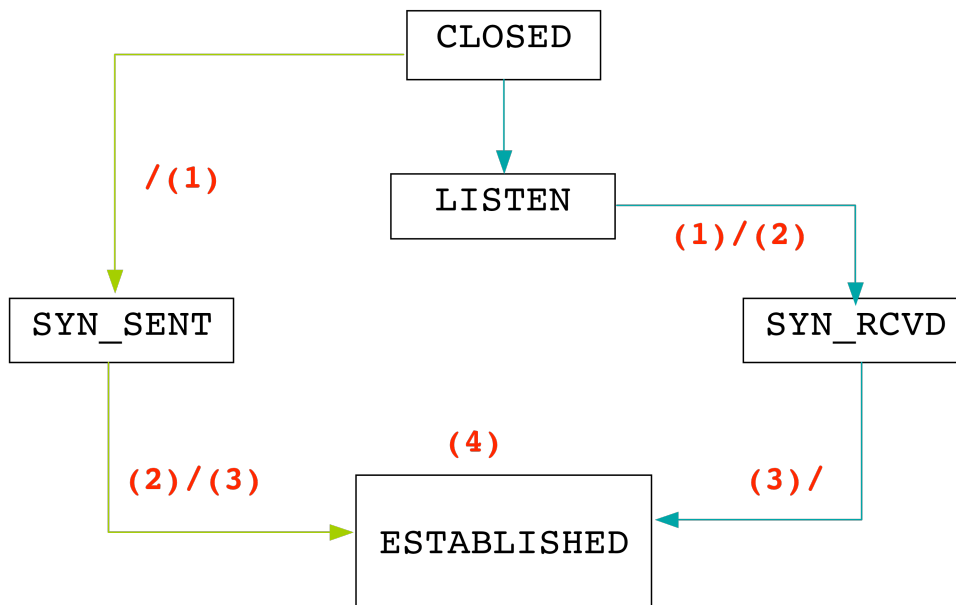 CLOSED
/(1)
LISTEN
(1)/(2)
SYN_SENT
SYN_RCVD
(4)
(2)/(3)
(3)/
ESTABLISHED